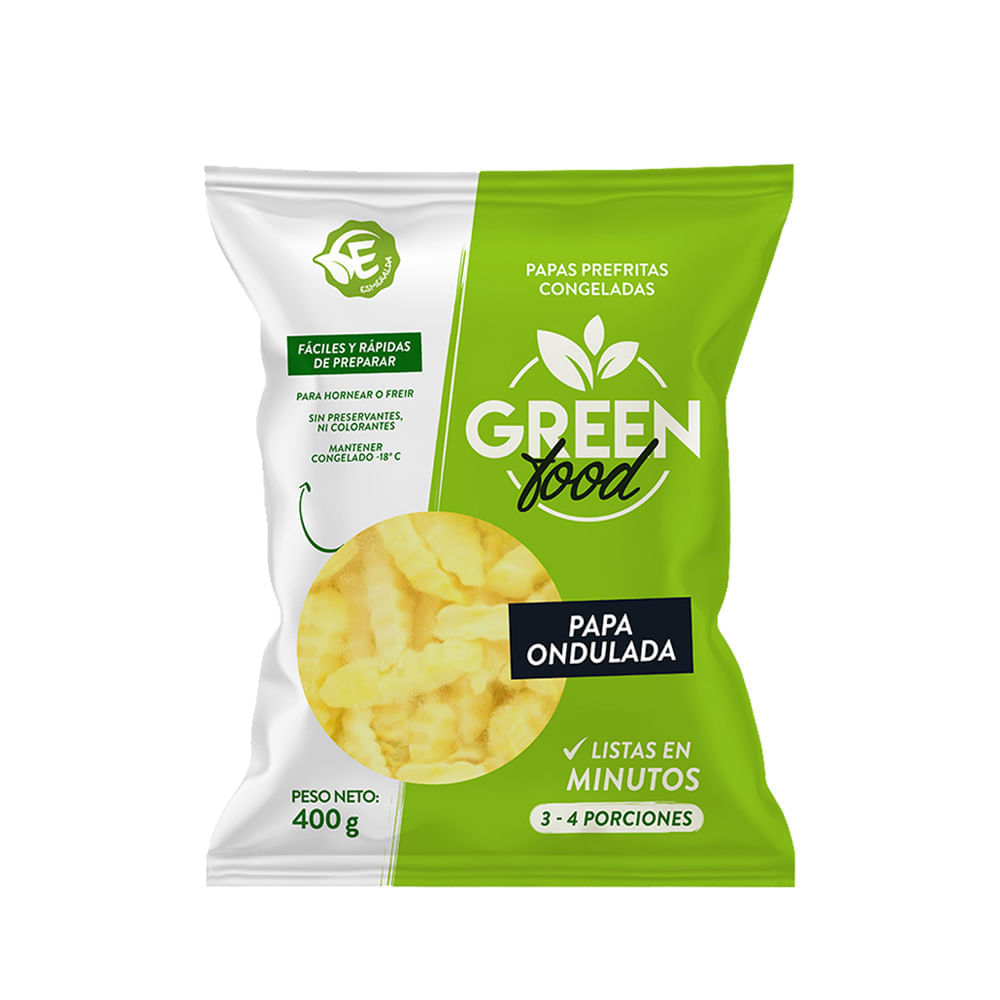 E
ESMERALDA
FÁCILES Y RÁPIDAS
DE PREPARAR
PARA HORNEAR O FREIR
SIN PRESERVANTES,
NI COLORANTES
MANTENER
CONGELADO -18° C
PAPAS PREFRITAS
CONGELADAS
GREEN
food
PAPA
ONDULADA
LISTAS EN
MINUTOS
3 - 4 PORCIONES
PESO NETO:
400 g